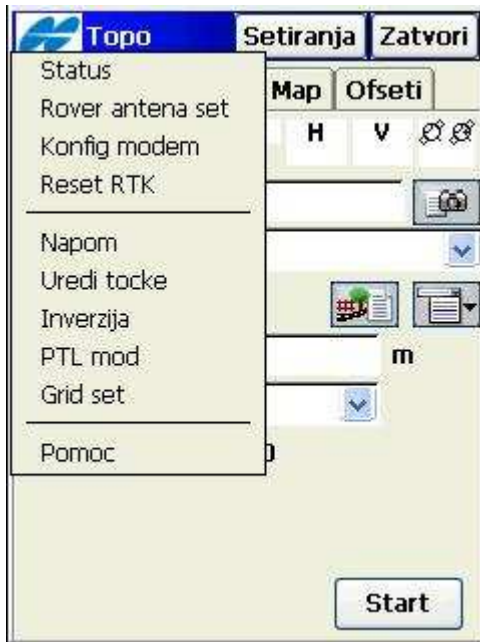 Topo Setiranja Zatvori
Status
Rover antena set
Map Ofseti
Konfig modem
H V
Reset RTK
Napom
Uredi tocke
Inverzija
PTL mod
m
Grid set
Pomoc
Start